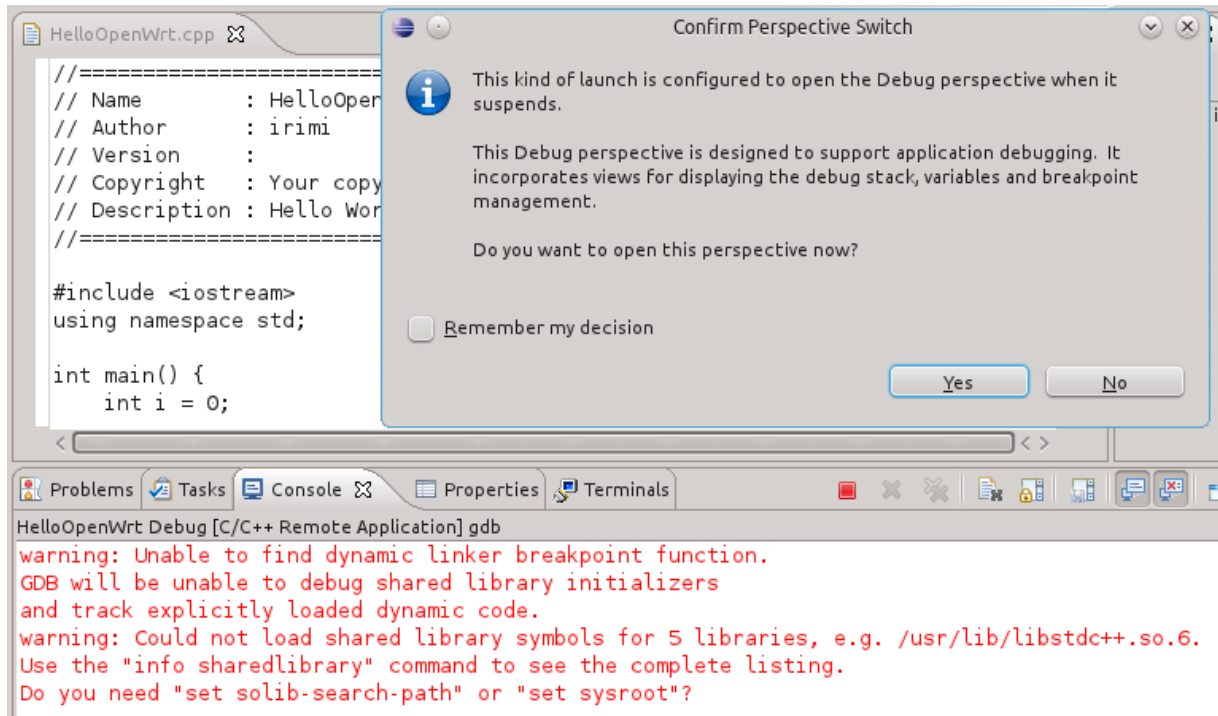 HelloOpenWrt.cpp
Confirm Perspective Switch
//=======================
// Name : HelloOpen
// Author : irimi
// Version :
// Copyright : Your copy
// Description : Hello Wor
//=======================
#include <iostream>
using namespace std;
int main() {
int i = 0;
This kind of launch is configured to open the Debug perspective when it
suspends.
This Debug perspective is designed to support application debugging. It
incorporates views for displaying the debug stack, variables and breakpoint
management.
Do you want to open this perspective now?
Remember my decision
Yes No
Problems Tasks Console Properties Terminals
HelloOpenWrt Debug [C/C++ Remote Application] gdb
warning: Unable to find dynamic linker breakpoint function.
GDB will be unable to debug shared library initializers
and track explicitly loaded dynamic code.
warning: Could not load shared library symbols for 5 libraries, e.g. /usr/lib/libstdc++.so.6.
Use the "info sharedlibrary" command to see the complete listing.
Do you need "set solib-search-path" or "set sysroot"?